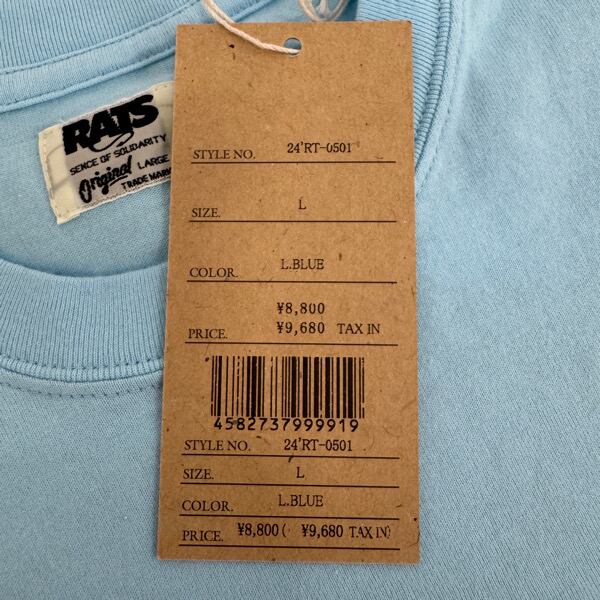 RATS
SENCE OF SOLIDARITY
Original LARGE
TRADE MARK
STYLE NO. 24'RT-0501
SIZE. L
COLOR. L.BLUE
¥8,800
PRICE. ¥9,680 TAX IN
4582737999919
STYLE NO. 24'RT-0501
SIZE. L
COLOR. L.BLUE
PRICE. ¥8,800( ¥9,680 TAX IN)